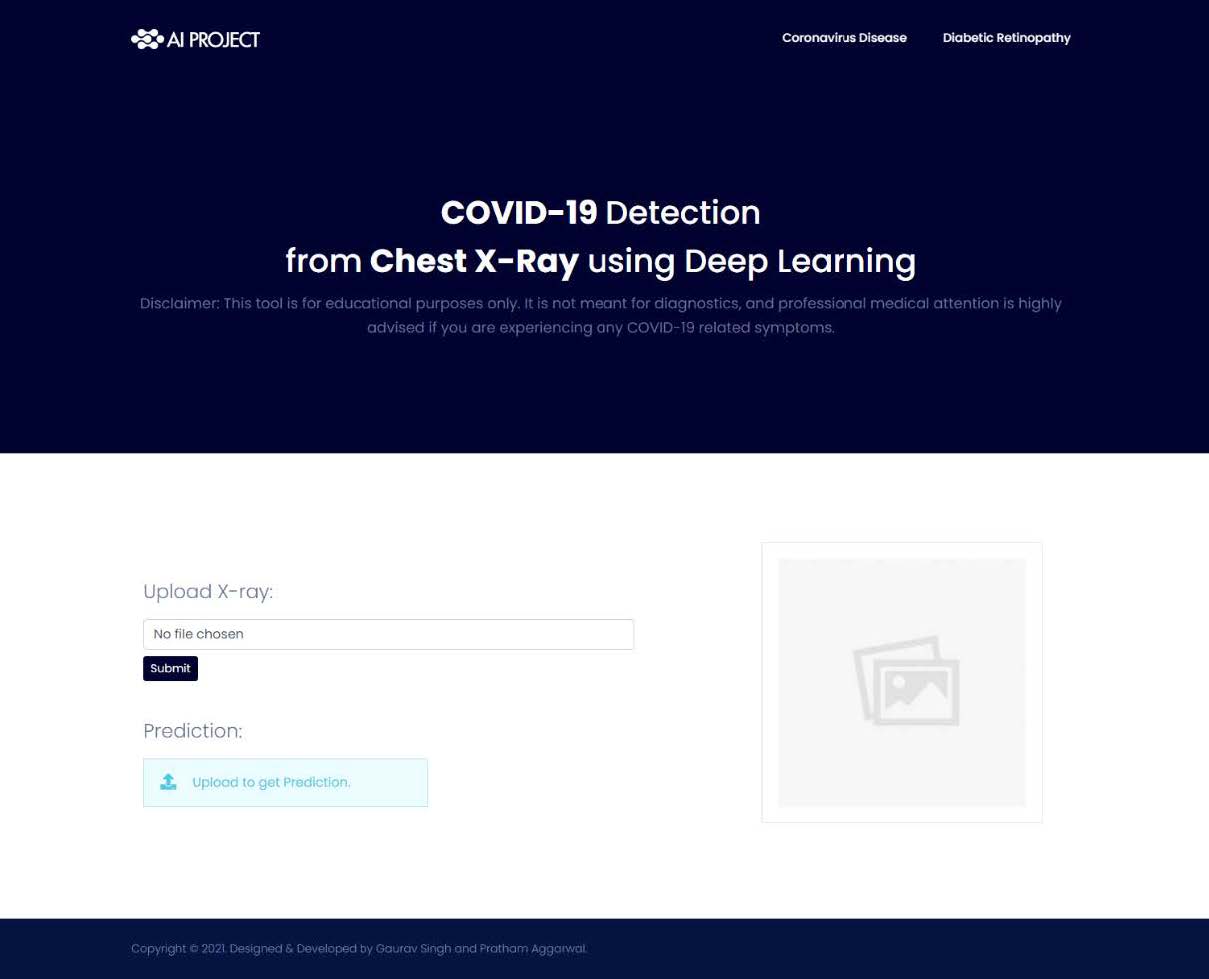 AI PROJECT
Coronavirus Disease
Diabetic Retinopathy
COVID-19 Detection
from Chest X-Ray using Deep Learning
Disclaimer: This tool is for educational purposes only. It is not meant for diagnostics, and professional medical attention is highly
advised if you are experiencing any COVID-19 related symptoms.
Upload X-ray:
No file chosen
Submit
Prediction:
Upload to get Prediction.
Copyright © 2021. Designed & Developed by Gaurav Singh and Pratham Aggarwal.